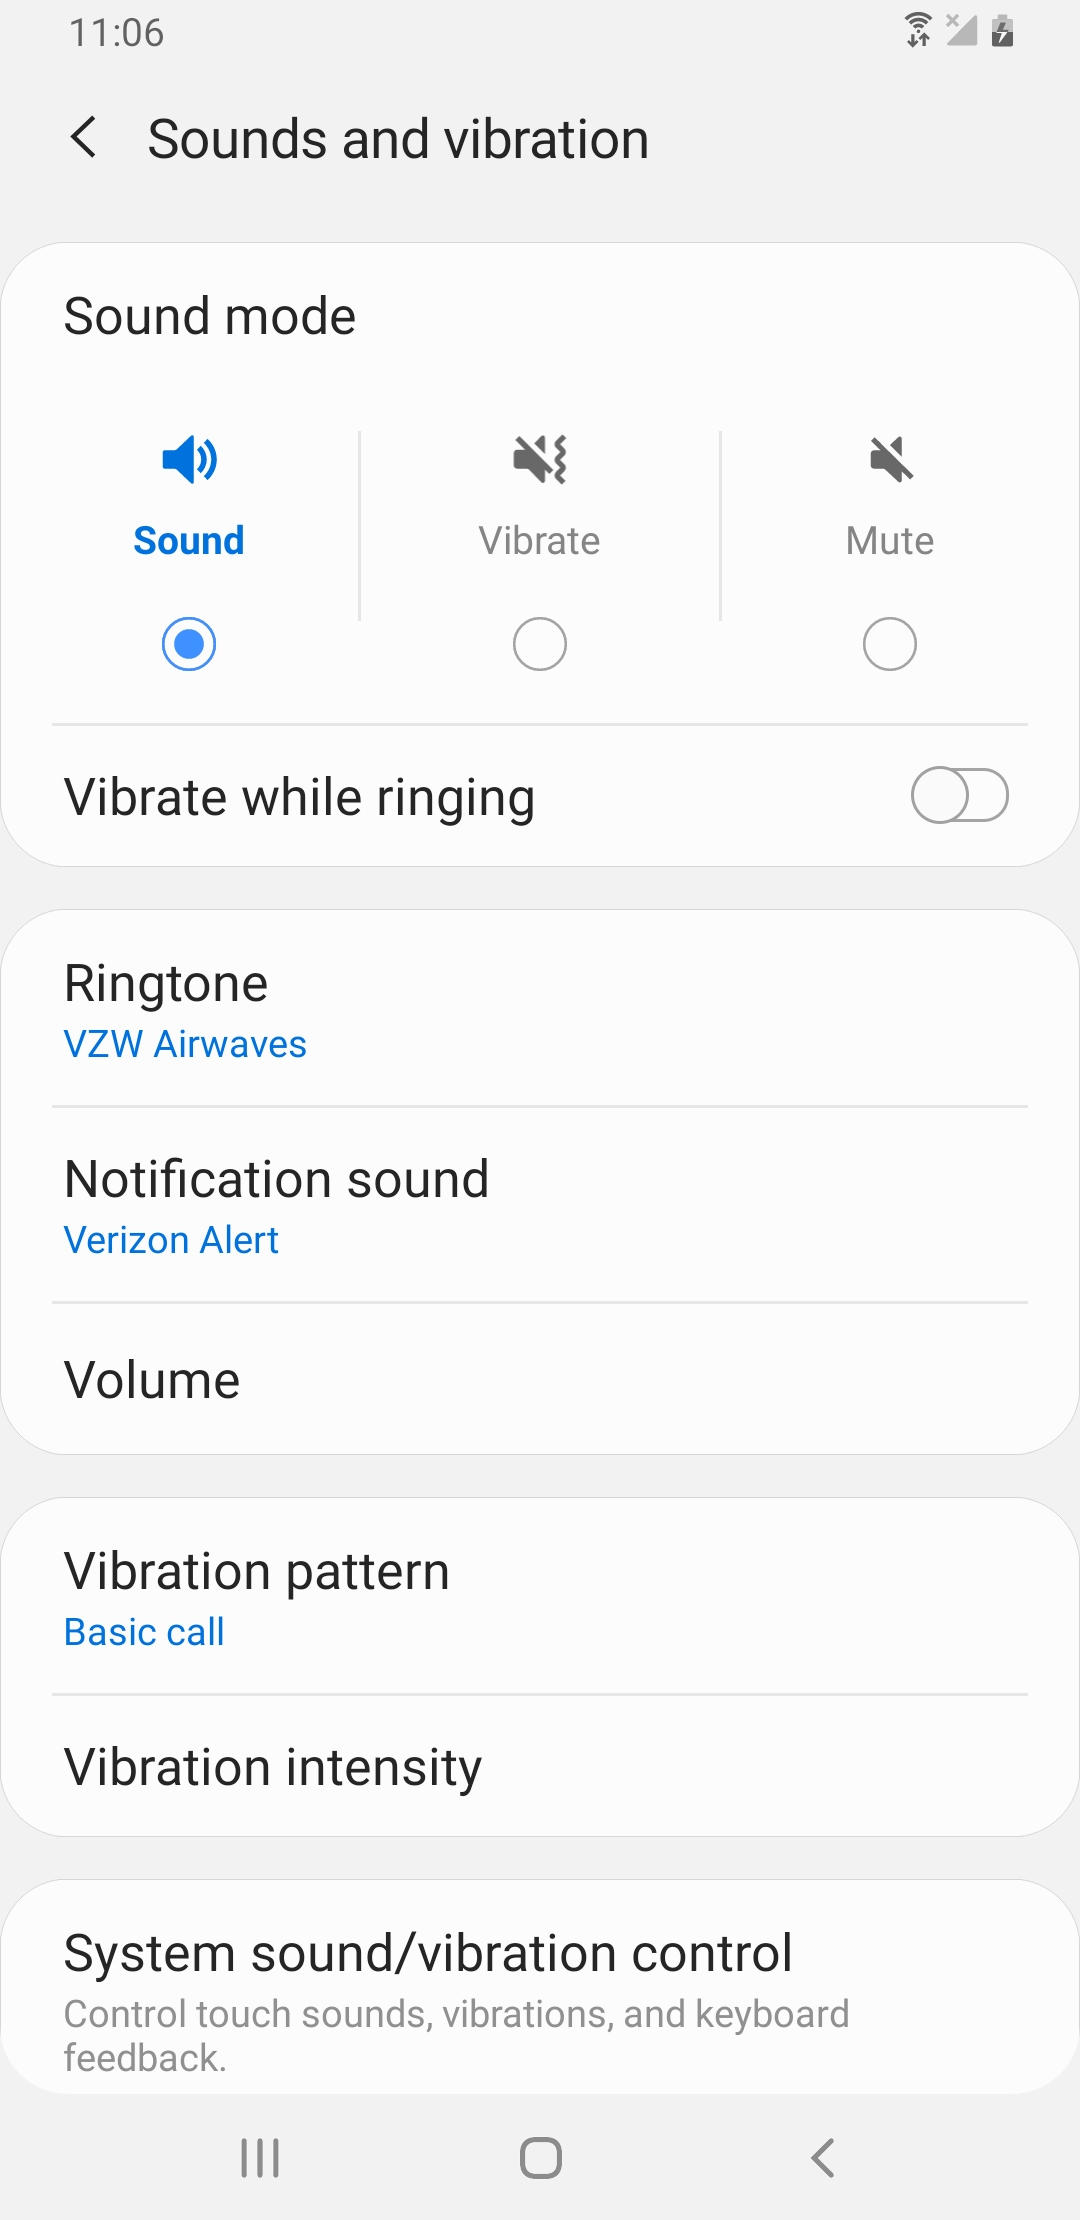 11:06
Sounds and vibration
Sound mode
Sound
Vibrate
Mute
Vibrate while ringing
Ringtone
VZW Airwaves
Notification sound
Verizon Alert
Volume
Vibration pattern
Basic call
Vibration intensity
System sound/vibration control
Control touch sounds, vibrations, and keyboard
feedback.